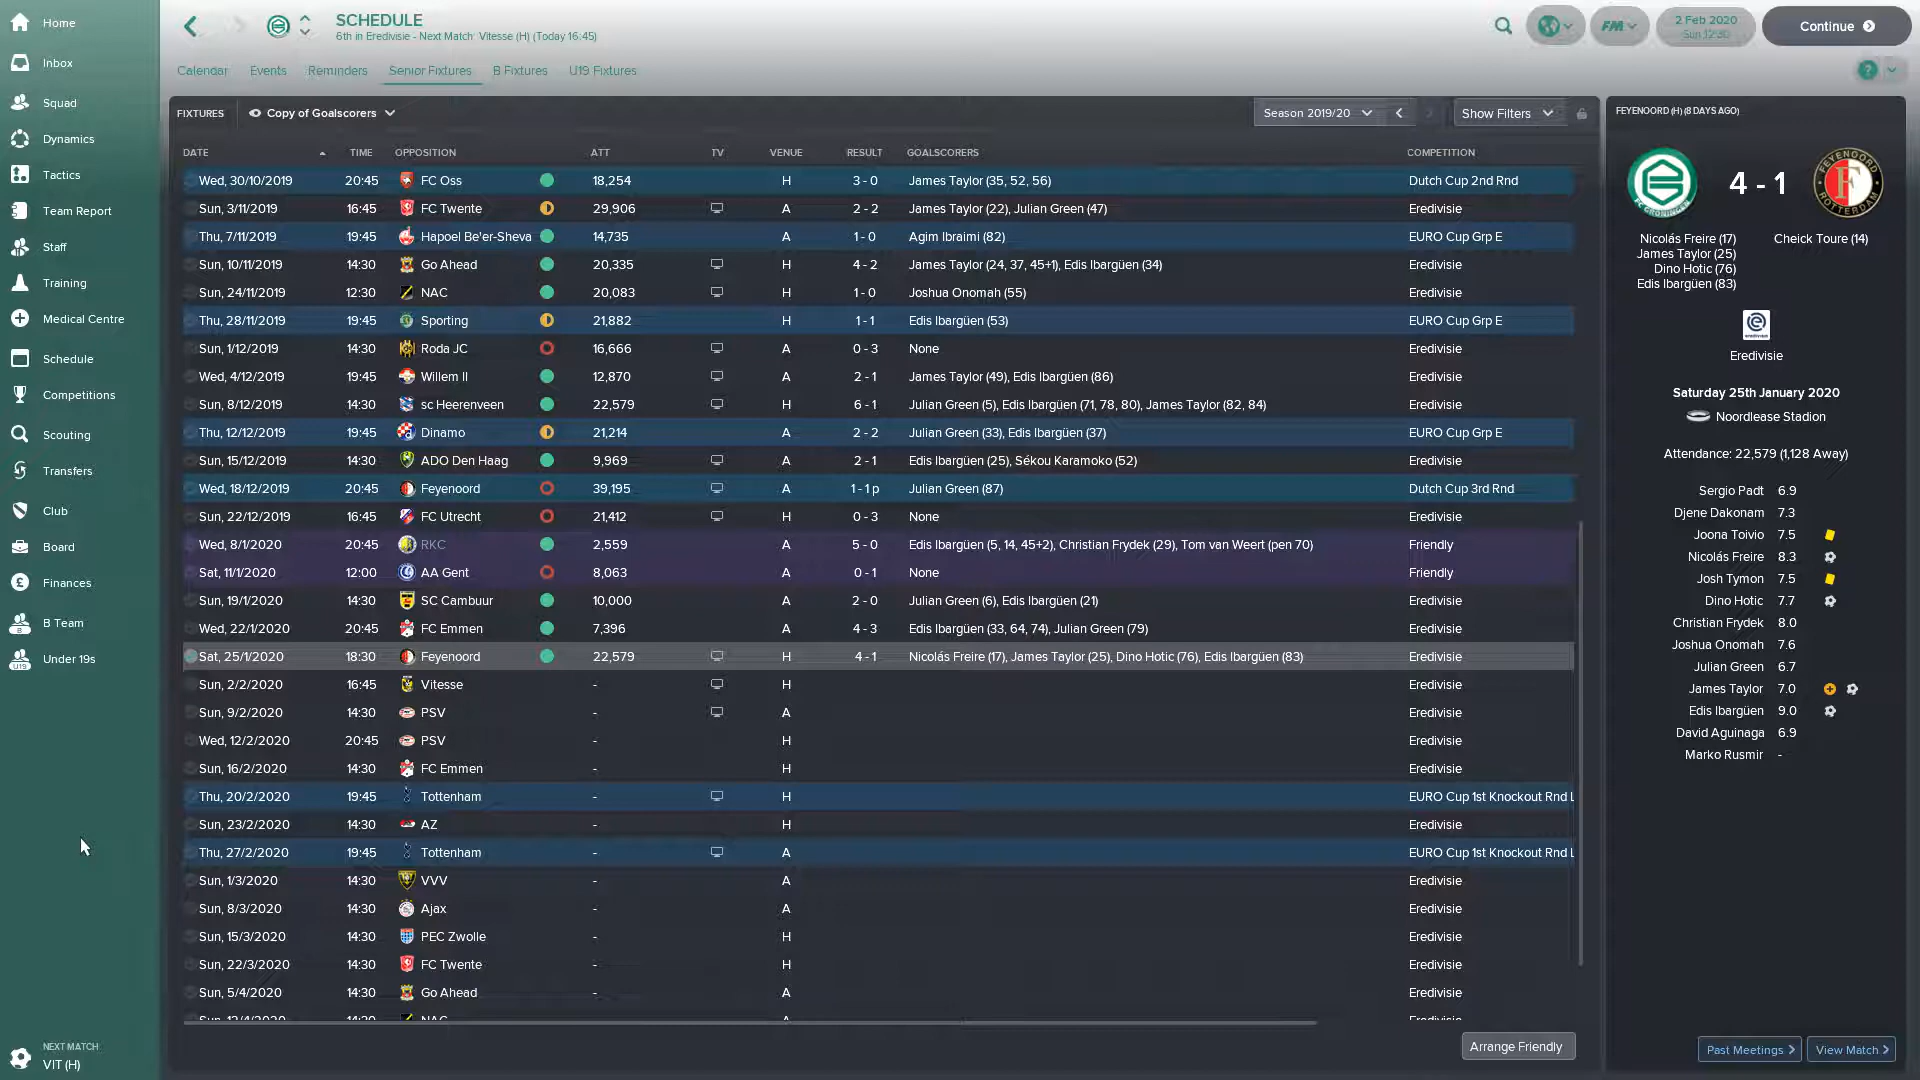 Home
Inbox
Squad
Dynamics
Tactics
Team Report
Staff
Training
Medical Centre
Schedule
Competitions
Scouting
Transfers
Club
Board
Finances
B Team
Under 19s
NEXT MATCH
VIT (H)
SCHEDULE
6th in Eredivisie - Next Match: Vitesse (H) (Today 16:45)
FM
2 Feb 2020
Sun 12:30
Continue
Calendar Events Reminders Senior Fixtures B Fixtures U19 Fixtures
FIXTURES Copy of Goalscorers Season 2019/20 Show Filters
DATE TIME OPPOSITION ATT TV VENUE RESULT GOALSCORERS COMPETITION
Wed, 30/10/2019 20:45 FC Oss 18,254 H 3 - 0 James Taylor (35, 52, 56) Dutch Cup 2nd Rnd
Sun, 3/11/2019 16:45 FC Twente 29,906 A 2 - 2 James Taylor (22), Julian Green (47) Eredivisie
Thu, 7/11/2019 19:45 Hapoel Be'er-Sheva 14,735 A 1 - 0 Agim Ibraimi (82) EURO Cup Grp E
Sun, 10/11/2019 14:30 Go Ahead 20,335 H 4 - 2 James Taylor (24, 37, 45+1), Edis Ibargüen (34) Eredivisie
Sun, 24/11/2019 12:30 NAC 20,083 H 1 - 0 Joshua Onomah (55) Eredivisie
Thu, 28/11/2019 19:45 Sporting 21,882 H 1 - 1 Edis Ibargüen (53) EURO Cup Grp E
Sun, 1/12/2019 14:30 Roda JC 16,666 A 0 - 3 None Eredivisie
Wed, 4/12/2019 19:45 Willem II 12,870 A 2 - 1 James Taylor (49), Edis Ibargüen (86) Eredivisie
Sun, 8/12/2019 14:30 sc Heerenveen 22,579 H 6 - 1 Julian Green (5), Edis Ibargüen (71, 78, 80), James Taylor (82, 84) Eredivisie
Thu, 12/12/2019 19:45 Dinamo 21,214 A 2 - 2 Julian Green (33), Edis Ibargüen (37) EURO Cup Grp E
Sun, 15/12/2019 14:30 ADO Den Haag 9,969 A 2 - 1 Edis Ibargüen (25), Sékou Karamoko (52) Eredivisie
Wed, 18/12/2019 20:45 Feyenoord 39,195 A 1 - 1 p Julian Green (87) Dutch Cup 3rd Rnd
Sun, 22/12/2019 16:45 FC Utrecht 21,412 H 0 - 3 None Eredivisie
Wed, 8/1/2020 20:45 RKC 2,559 A 5 - 0 Edis Ibargüen (5, 14, 45+2), Christian Frydek (29), Tom van Weert (pen 70) Friendly
Sat, 11/1/2020 12:00 AA Gent 8,063 A 0 - 1 None Friendly
Sun, 19/1/2020 14:30 SC Cambuur 10,000 A 2 - 0 Julian Green (6), Edis Ibargüen (21) Eredivisie
Wed, 22/1/2020 20:45 FC Emmen 7,396 A 4 - 3 Edis Ibargüen (33, 64, 74), Julian Green (79) Eredivisie
Sat, 25/1/2020 18:30 Feyenoord 22,579 H 4 - 1 Nicolás Freire (17), James Taylor (25), Dino Hotic (76), Edis Ibargüen (83) Eredivisie
Sun, 2/2/2020 16:45 Vitesse - H Eredivisie
Sun, 9/2/2020 14:30 PSV - A Eredivisie
Wed, 12/2/2020 20:45 PSV - H Eredivisie
Sun, 16/2/2020 14:30 FC Emmen - H Eredivisie
Thu, 20/2/2020 19:45 Tottenham - H EURO Cup 1st Knockout Rnd L
Sun, 23/2/2020 14:30 AZ - H Eredivisie
Thu, 27/2/2020 19:45 Tottenham - A EURO Cup 1st Knockout Rnd L
Sun, 1/3/2020 14:30 VVV - A Eredivisie
Sun, 8/3/2020 14:30 Ajax - A Eredivisie
Sun, 15/3/2020 14:30 PEC Zwolle - H Eredivisie
Sun, 22/3/2020 14:30 FC Twente - H Eredivisie
Sun, 5/4/2020 14:30 Go Ahead - A Eredivisie
Sun, 12/4/2020 14:30 NAC - A Eredivisie
Arrange Friendly
FEYENOORD (H) (8 DAYS AGO)
FC GRONINGEN
4 - 1
FEYENOORD
ROTTERDAM
Nicolás Freire (17) Cheick Toure (14)
James Taylor (25)
Dino Hotic (76)
Edis Ibargüen (83)
Eredivisie
Saturday 25th January 2020
Noordlease Stadion
Attendance: 22,579 (1,128 Away)
Sergio Padt 6.9
Djene Dakonam 7.3
Joona Toivio 7.5
Nicolás Freire 8.3
Josh Tymon 7.5
Dino Hotic 7.7
Christian Frydek 8.0
Joshua Onomah 7.6
Julian Green 6.7
James Taylor 7.0
Edis Ibargüen 9.0
David Aguinaga 6.9
Marko Rusmir -
Past Meetings View Match